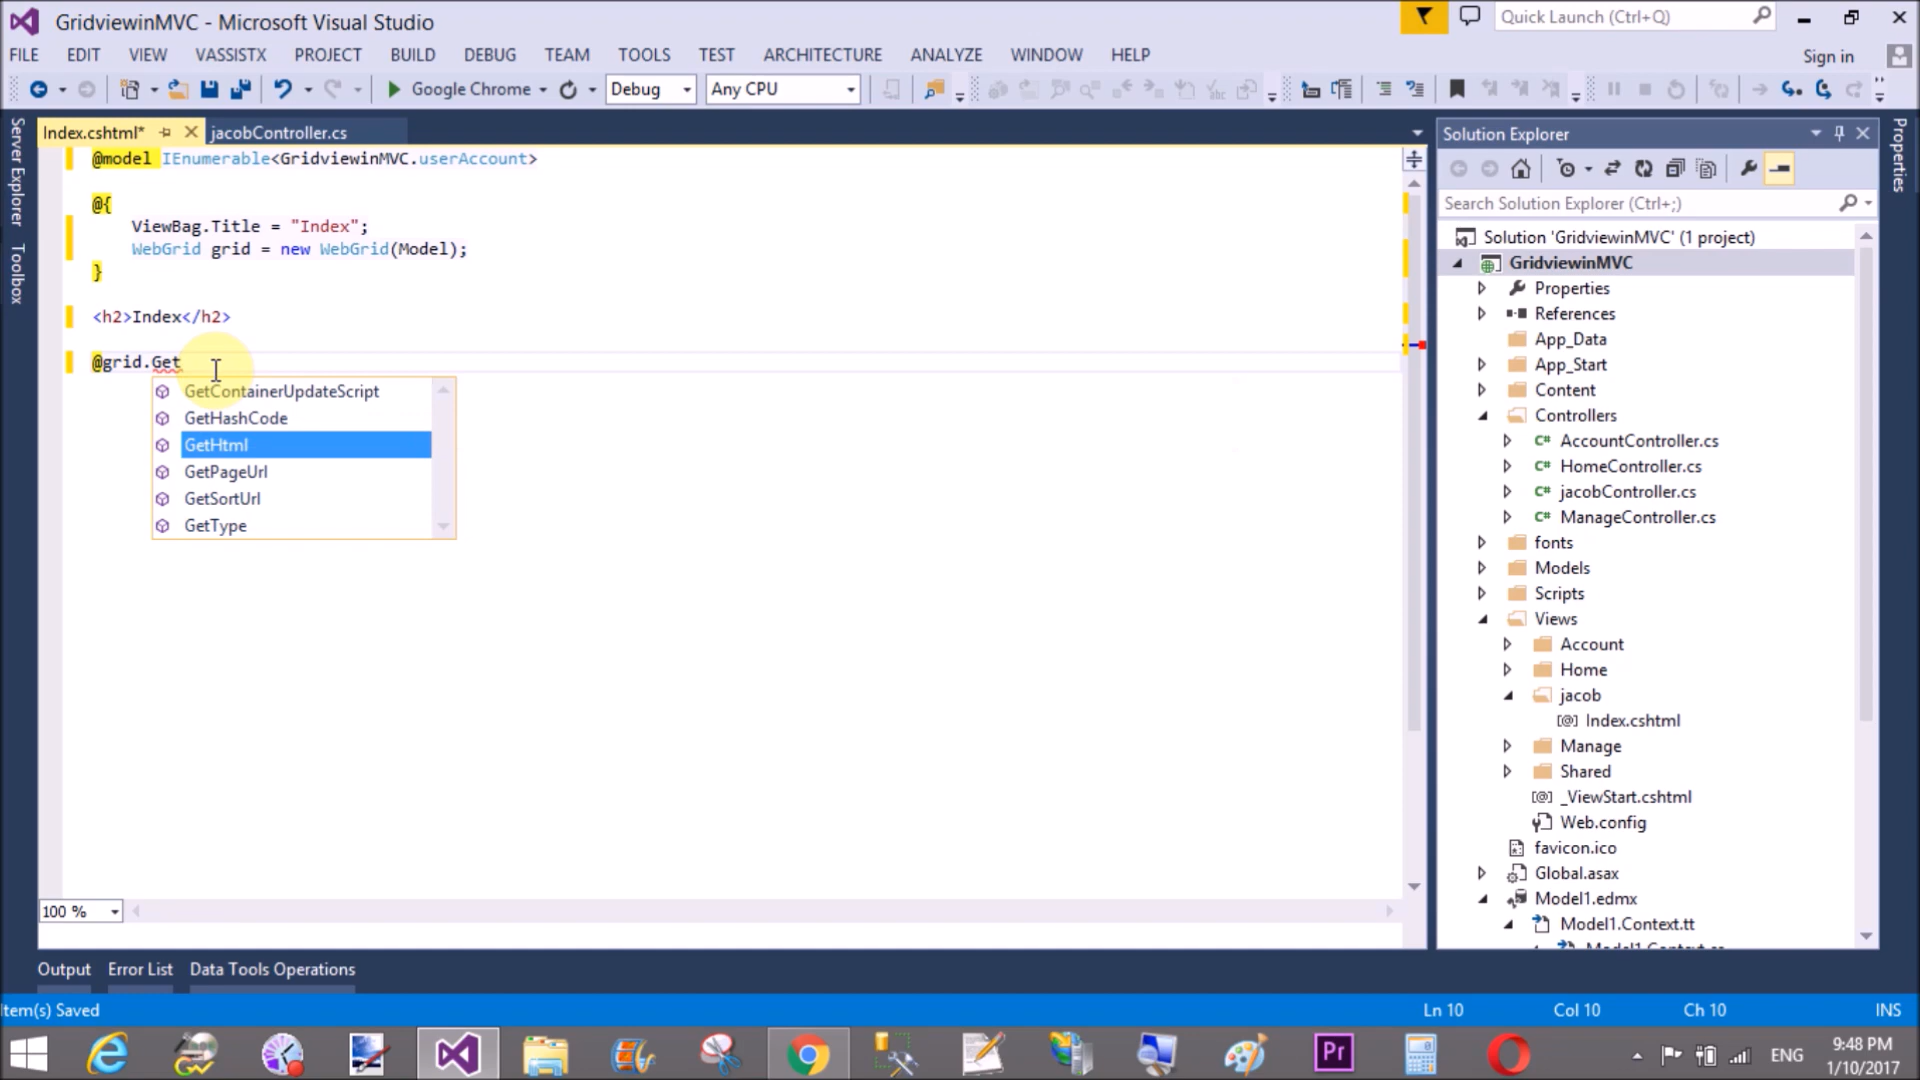 GridviewinMVC - Microsoft Visual Studio
Quick Launch (Ctrl+Q)
FILE EDIT VIEW VASSISTX PROJECT BUILD DEBUG TEAM TOOLS TEST ARCHITECTURE ANALYZE WINDOW HELP
Sign in
Google Chrome Debug Any CPU
Server Explorer
Toolbox
Index.cshtml* jacobController.cs
@model IEnumerable<GridviewinMVC.userAccount>
@{
ViewBag.Title = "Index";
WebGrid grid = new WebGrid(Model);
}
<h2>Index</h2>
@grid.Get
GetContainerUpdateScript
GetHashCode
GetHtml
GetPageUrl
GetSortUrl
GetType
100 %
Solution Explorer
Search Solution Explorer (Ctrl+;)
Solution 'GridviewinMVC' (1 project)
GridviewinMVC
Properties
References
App_Data
App_Start
Content
Controllers
C# AccountController.cs
C# HomeController.cs
C# jacobController.cs
C# ManageController.cs
fonts
Models
Scripts
Views
Account
Home
jacob
[@] Index.cshtml
Manage
Shared
[@] _ViewStart.cshtml
Web.config
favicon.ico
Global.asax
Model1.edmx
Model1.Context.tt
Model1.Context.cs
Properties
Output Error List Data Tools Operations
Item(s) Saved
Ln 10 Col 10 Ch 10 INS
Pr
ENG
9:48 PM
1/10/2017